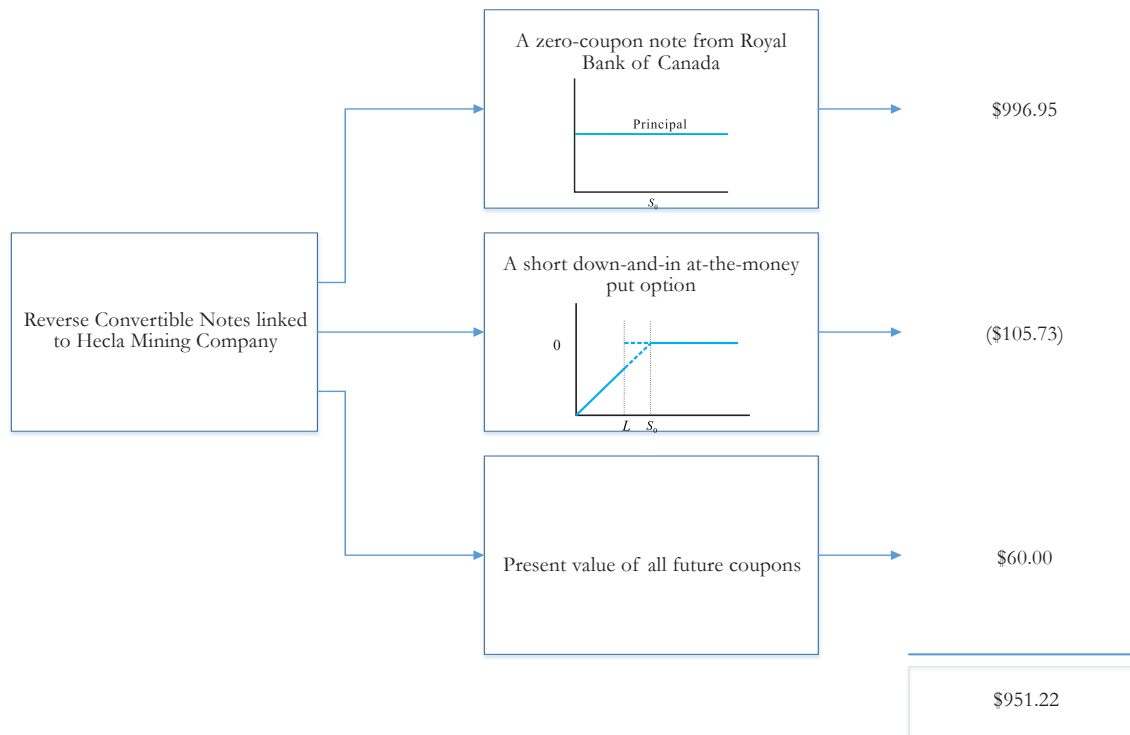 A zero-coupon note from Royal
Bank of Canada
Principal
S₀
$996.95
Reverse Convertible Notes linked
to Hecla Mining Company
A short down-and-in at-the-money
put option
0
L S₀
($105.73)
Present value of all future coupons
$60.00
$951.22